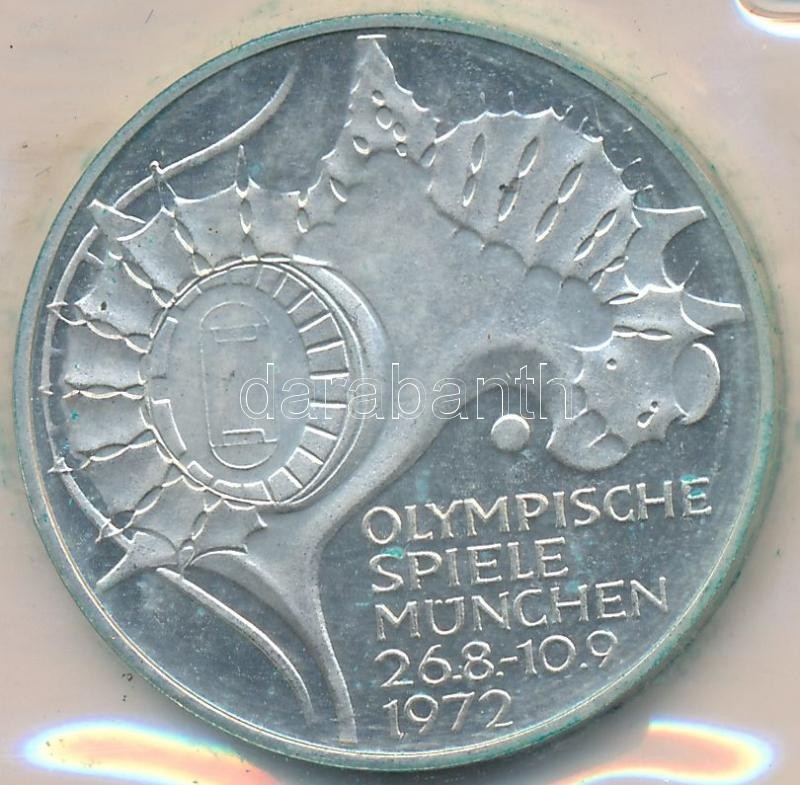 darabanth
OLYMPISCHE
SPIELE
MÜNCHEN
26.8.-10.9
1972